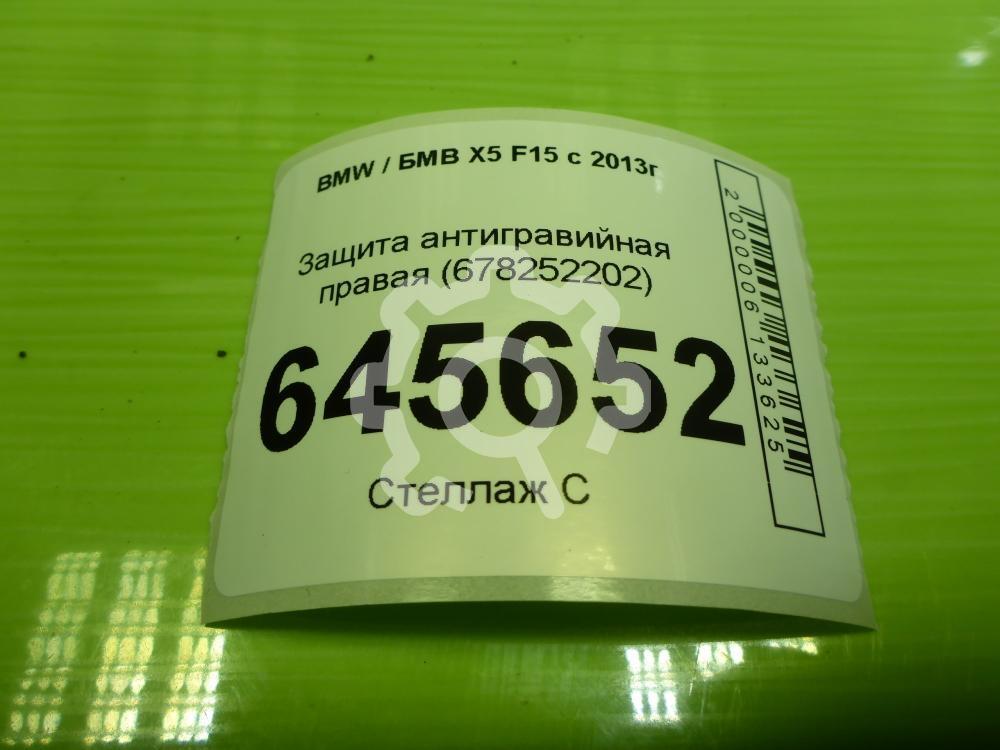 BMW / БМВ X5 F15 с 2013г
Защита антигравийная
правая (678252202)
645652
Стеллаж С
2000006133625